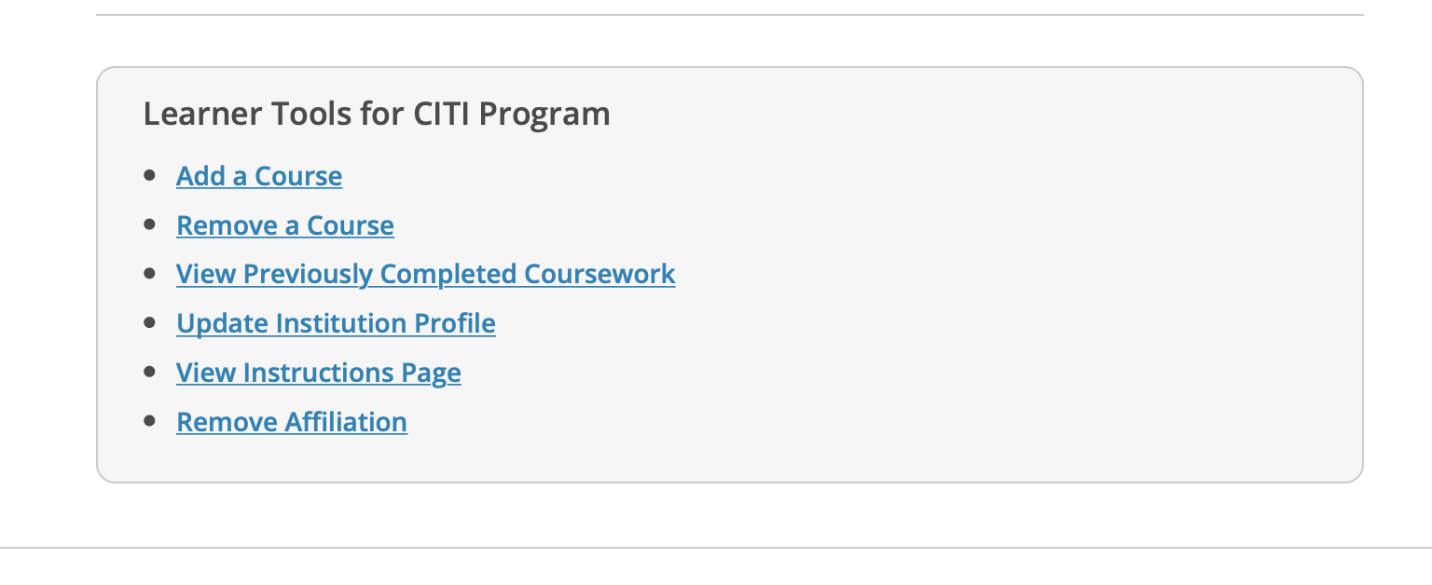 Learner Tools for CITI Program
Add a Course
Remove a Course
View Previously Completed Coursework
Update Institution Profile
View Instructions Page
Remove Affiliation